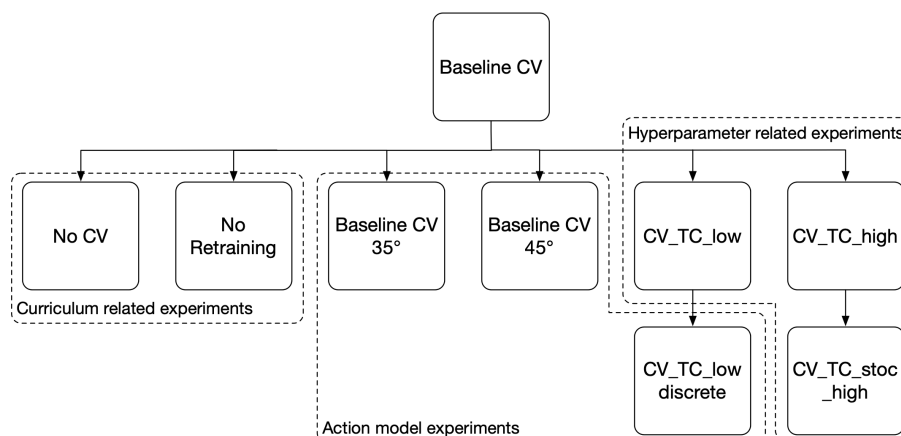 Baseline CV
Hyperparameter related experiments
No CV
No
Retraining
Baseline CV
35°
Baseline CV
45°
CV_TC_low
CV_TC_high
Curriculum related experiments
CV_TC_low
discrete
CV_TC_stoc
_high
Action model experiments